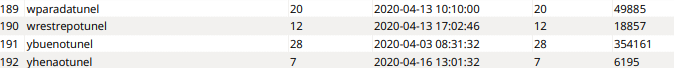 189 wparadatunel 20 2020-04-13 10:10:00 20 49885
190 wrestrepotunel 12 2020-04-13 17:02:46 12 18857
191 ybuenotunel 28 2020-04-03 08:31:32 28 354161
192 yhenaotunel 7 2020-04-16 13:01:32 7 6195